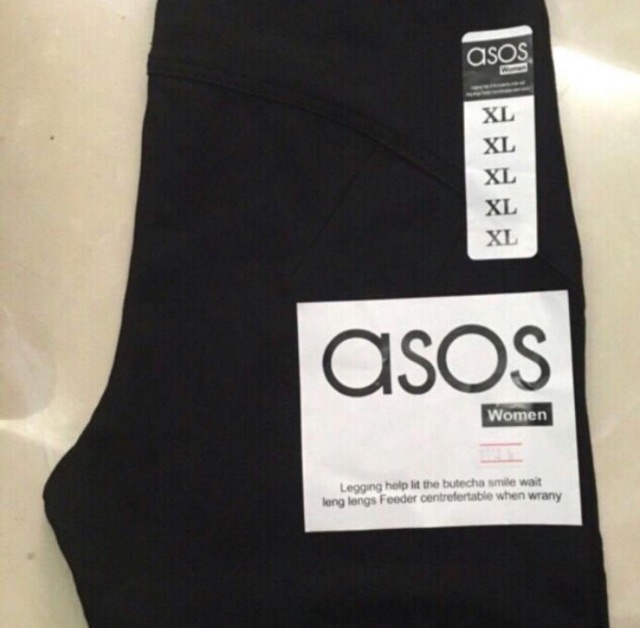 asos
Women
XL
XL
XL
XL
XL
asos
Women
Legging help lit the butecha smile wait
leng lengs Feeder centrefertable when wrany